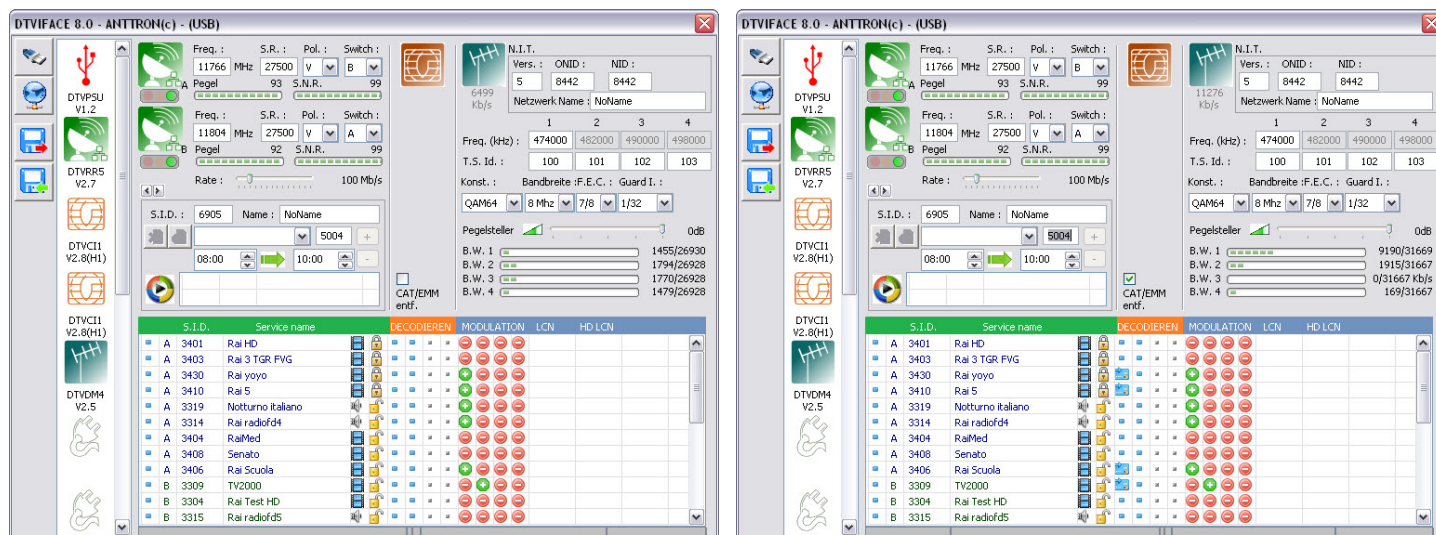 DTVIFACE 8.0 - ANTTRON(c) - (USB)
DTVPSU
V1.2
DTVRR5
V2.7
DTVCI1
V2.8(H1)
DTVCI1
V2.8(H1)
DTVDM4
V2.5
Freq. : S.R. : Pol. : Switch :
11766 MHz 27500 V B
A Pegel 93 S.N.R. 99
Freq. : S.R. : Pol. : Switch :
11804 MHz 27500 V A
B Pegel 92 S.N.R. 99
Rate : 100 Mb/s
S.I.D. : 6905 Name : NoName
5004 +
08:00 10:00 -
CAT/EMM
entf.
6499
Kb/s
N.I.T.
Vers. : ONID : NID :
5 8442 8442
Netzwerk Name : NoName
1 2 3 4
Freq. (kHz) : 474000 482000 490000 498000
T.S. Id. : 100 101 102 103
Konst. : Bandbreite : F.E.C. : Guard I. :
QAM64 8 Mhz 7/8 1/32
Pegelsteller 0dB
B.W. 1 1455/26930
B.W. 2 1794/26928
B.W. 3 1770/26928
B.W. 4 1479/26928
S.I.D. Service name DECODIEREN MODULATION LCN HD LCN
A 3401 Rai HD
A 3403 Rai 3 TGR FVG
A 3430 Rai yoyo
A 3410 Rai 5
A 3319 Notturno italiano
A 3314 Rai radiofd4
A 3404 RaiMed
A 3408 Senato
A 3406 Rai Scuola
B 3309 TV2000
B 3304 Rai Test HD
B 3315 Rai radiofd5
DTVIFACE 8.0 - ANTTRON(c) - (USB)
DTVPSU
V1.2
DTVRR5
V2.7
DTVCI1
V2.8(H1)
DTVCI1
V2.8(H1)
DTVDM4
V2.5
Freq. : S.R. : Pol. : Switch :
11766 MHz 27500 V B
A Pegel 93 S.N.R. 99
Freq. : S.R. : Pol. : Switch :
11804 MHz 27500 V A
B Pegel 92 S.N.R. 99
Rate : 100 Mb/s
S.I.D. : 6905 Name : NoName
5004 +
08:00 10:00 -
CAT/EMM
entf.
11276
Kb/s
N.I.T.
Vers. : ONID : NID :
5 8442 8442
Netzwerk Name : NoName
1 2 3 4
Freq. (kHz) : 474000 482000 490000 498000
T.S. Id. : 100 101 102 103
Konst. : Bandbreite : F.E.C. : Guard I. :
QAM64 8 Mhz 7/8 1/32
Pegelsteller 0dB
B.W. 1 9190/31669
B.W. 2 1915/31667
B.W. 3 0/31667 Kb/s
B.W. 4 169/31667
S.I.D. Service name DECODIEREN MODULATION LCN HD LCN
A 3401 Rai HD
A 3403 Rai 3 TGR FVG
A 3430 Rai yoyo
A 3410 Rai 5
A 3319 Notturno italiano
A 3314 Rai radiofd4
A 3404 RaiMed
A 3408 Senato
A 3406 Rai Scuola
B 3309 TV2000
B 3304 Rai Test HD
B 3315 Rai radiofd5